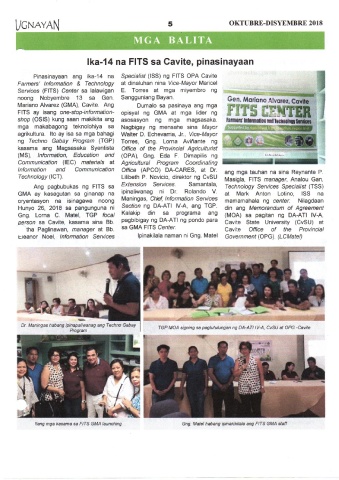 UGNAYAN
5
OKTUBRE-DISYEMBRE 2018
MGA BALITA
Ika-14 na FITS sa Cavite, pinasinayaan
Pinasinayaan ang ika-14 na
Farmers' Information & Technology
Services (FITS) Center sa lalawigan
noong Nobyembre 13 sa Gen.
Mariano Alvarez (GMA), Cavite. Ang
FITS ay isang one-stop-information-
shop (OSIS) kung saan makikita ang
mga makabagong teknolohiya sa
agrikultura. Ito ay isa sa mga bahagi
ng Techno Gabay Program (TGP)
kasama ang Magsasaka Siyentista
(MS), Information, Education and
Communication (IEC) materials at
Information and Communication
Technology (ICT).
Ang pagbubukas ng FITS sa
GMA ay kasagutan sa ginanap na
oryentasyon na isinagawa noong
Hunyo 26, 2018 sa pangunguna ni
Gng. Lorna C. Matel, TGP focal
person sa Cavite, kasama sina Bb.
Ilha Paglinawan, manager at Bb.
Eleanor Noel, Information Services
Specialist (ISS) ng FITS OPA Cavite
at dinaluhan nina Vice-Mayor Maricel
E. Torres at mga miyembro ng
Sangguniang Bayan.
Dumalo sa pasinaya ang mga
opisyal ng GMA at mga lider ng
asosasyon ng mga magsasaka.
Nagbigay ng mensahe sina Mayor
Walter D. Echevarria, Jr., Vice-Mayor
Torres, Gng. Lorna Aviñante ng
Office of the Provincial Agriculturist
(OPA), Gng. Eda F. Dimapilis ng
Agricultural Program Coordinating
Office (APCO) DA-CARES, at Dr.
Lilibeth P. Novicio, direktor ng CvSU
Extension Services. Samantala,
ipinaliwanag ni Dr. Rolando V.
Maningas, Chief, Information Services
Section ng DA-ATI IV-A, ang TGP.
Kalakip din sa programa ang
pagbibigay ng DA-ATI ng pondo para
sa GMA FITS Center.
Ipinakilala naman ni Gng. Matel
Gen. Mariano Alvarez, Cavite
FITS CENTER
Farmers' Information and Technology Services
ang mga tauhan na sina Reynante P.
Masigla, FITS manager, Analou Gan,
Technology Services Specialist (TSS)
at Mark Anton Lotino, ISS na
mamamahala ng center. Nilagdaan
din ang Memorandum of Agreement
(MOA) sa pagitan ng DA-ATI IV-A,
Cavite State University (CvSU) at
Cavite Office of the Provincial
Government (OPG). (LCMatel)
Dr. Maningas habang ipinapaliwanag ang Techno Gabay
Program
TGP MOA signing sa pagtutulungan ng DA-ATI IV-A, CvSU at OPG -Cavite
Ilang mga kasama sa FITS GMA launching
Gng. Matel habang ipinakikilala ang FITS GMA staff